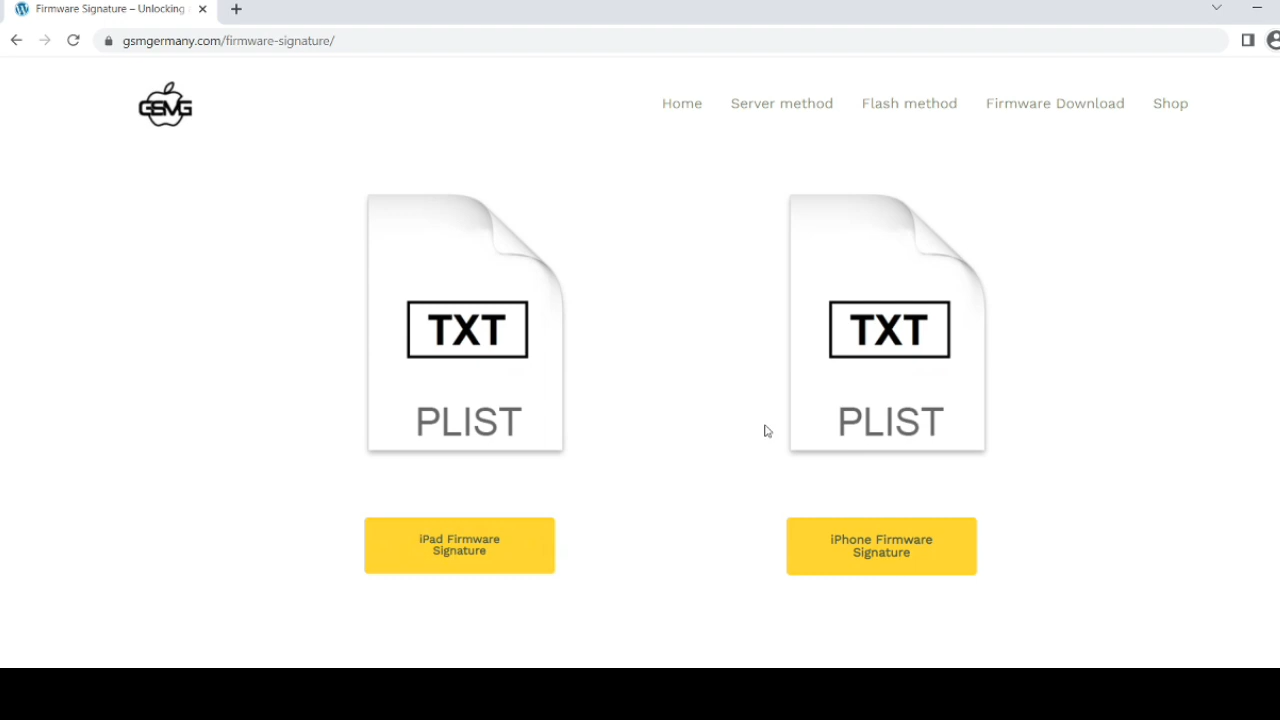 Firmware Signature – Unlocking
gsmgermany.com/firmware-signature/
GSMG
Home Server method Flash method Firmware Download Shop
TXT
PLIST
TXT
PLIST
iPad Firmware
Signature
iPhone Firmware
Signature